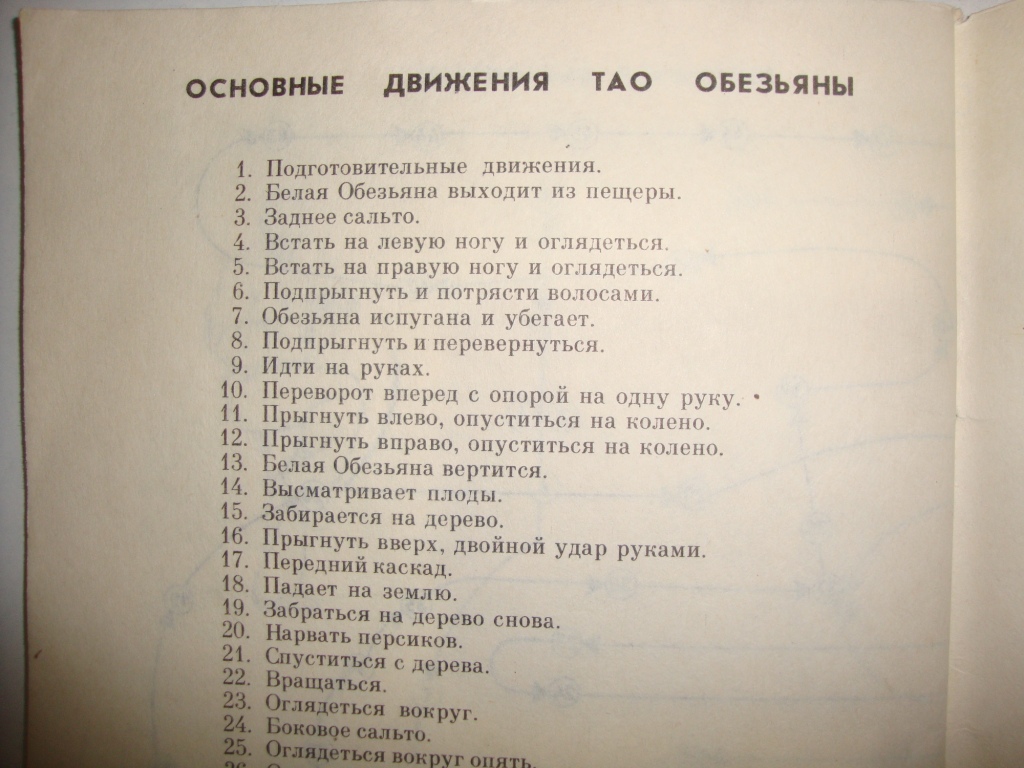 ОСНОВНЫЕ ДВИЖЕНИЯ ТАО ОБЕЗЬЯНЫ
1. Подготовительные движения.
2. Белая Обезьяна выходит из пещеры.
3. Заднее сальто.
4. Встать на левую ногу и оглядеться.
5. Встать на правую ногу и оглядеться.
6. Подпрыгнуть и потрясти волосами.
7. Обезьяна испугана и убегает.
8. Подпрыгнуть и перевернуться.
9. Идти на руках.
10. Переворот вперед с опорой на одну руку.
11. Прыгнуть влево, опуститься на колено.
12. Прыгнуть вправо, опуститься на колено.
13. Белая Обезьяна вертится.
14. Высматривает плоды.
15. Забирается на дерево.
16. Прыгнуть вверх, двойной удар руками.
17. Передний каскад.
18. Падает на землю.
19. Забраться на дерево снова.
20. Нарвать персиков.
21. Спуститься с дерева.
22. Вращаться.
23. Оглядеться вокруг.
24. Боковое сальто.
25. Оглядеться вокруг опять.